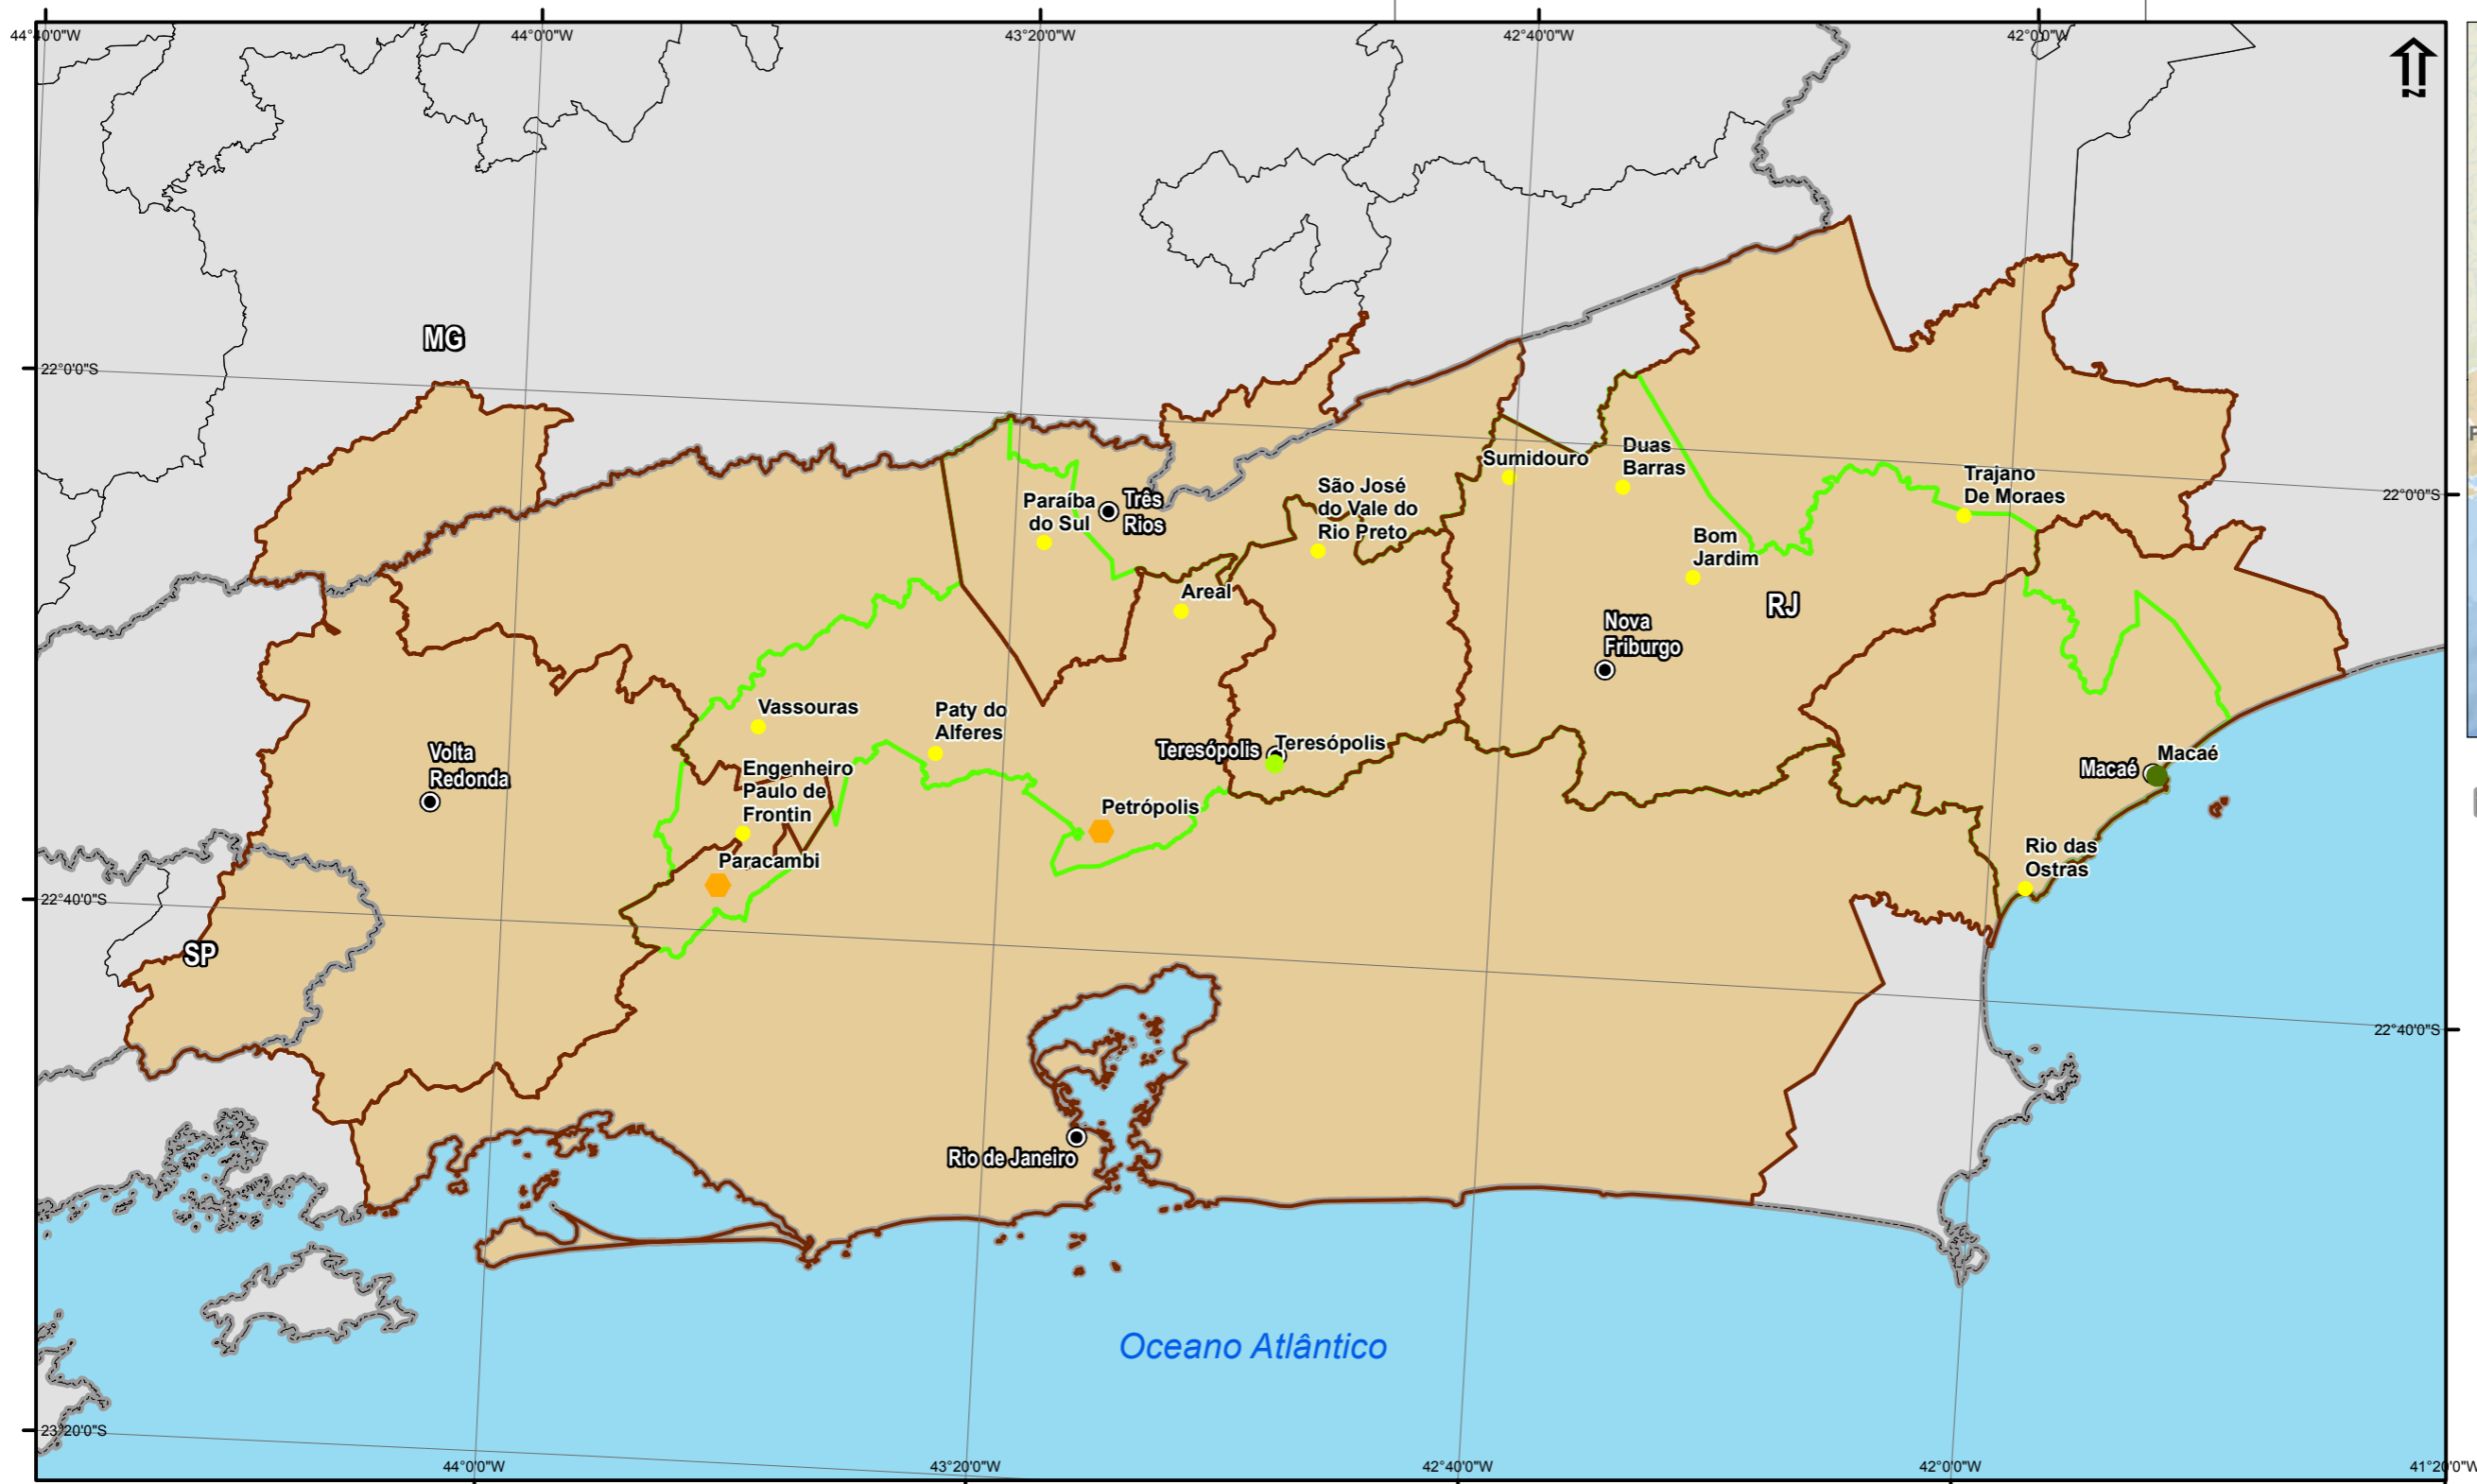 44°40'0"W
44°0'0"W
43°20'0"W
42°40'0"W
42°0'0"W
N
MG
22°0'0"S
Duas
Barras
Sumidouro
Trajano
De Moraes
22°0'0"S
São José
do Vale do
Rio Preto
Paraíba
do Sul
Três
Rios
Bom
Jardim
Areal
RJ
Nova
Friburgo
Vassouras
Paty do
Alferes
Teresópolis
Teresópolis
Volta
Redonda
Macaé
Macaé
Engenheiro
Paulo de
Frontin
Petrópolis
Paracambi
Rio das
Ostras
22°40'0"S
SP
22°40'0"S
Rio de Janeiro
Oceano Atlântico
23°20'0"S
44°0'0"W
43°20'0"W
42°40'0"W
42°0'0"W
41°20'0"W